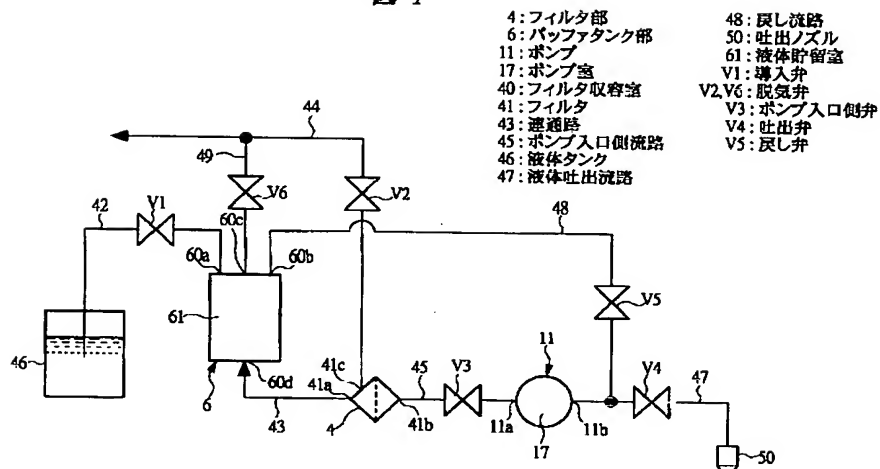 4:フィルタ部
6:バッファタンク部
11:ポンプ
17:ポンプ室
40:フィルタ収容室
41:フィルタ
43:連通路
45:ポンプ入口側流路
46:液体タンク
47:液体吐出流路
48:戻し流路
50:吐出ノズル
61:液体貯留室
V1:導入弁
V2,V6:脱気弁
V3:ポンプ入口側弁
V4:吐出弁
V5:戻し弁
44
49
V6
V2
42
V1
60c
48
60a
60b
61
V5
46
41c
45
V3
11
V4
47
60d
41a
6
43
4
41b
11a
17
11b
50